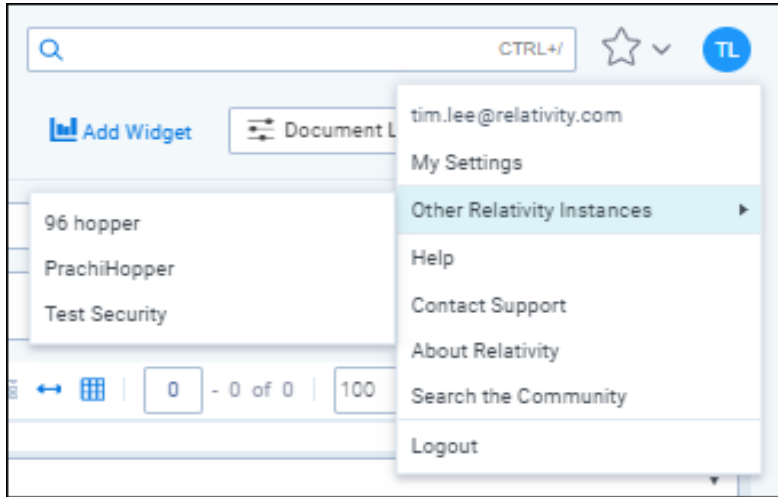 CTRL+/
TL
Add Widget
Document L
tim.lee@relativity.com
My Settings
Other Relativity Instances
Help
Contact Support
About Relativity
Search the Community
Logout
96 hopper
PrachiHopper
Test Security
0 - 0 of 0
100